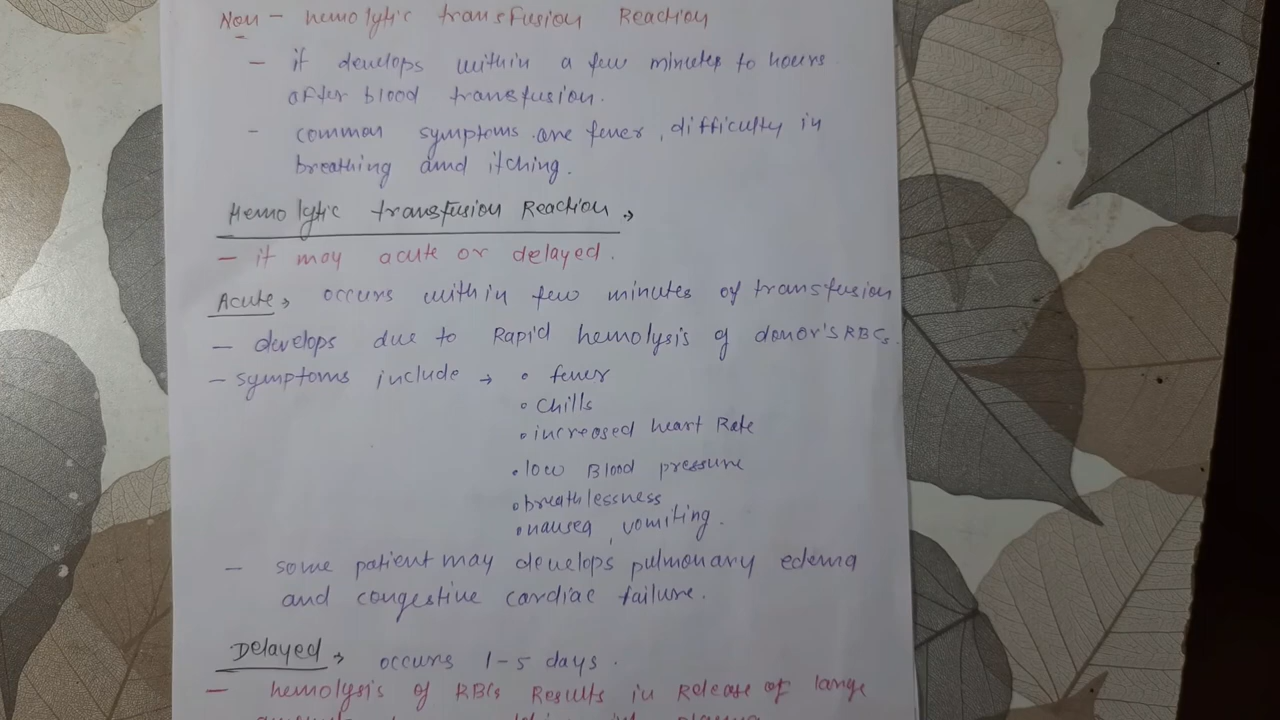 Non - hemolytic transfusion Reaction
- it develops within a few minutes to hours
after blood transfusion.
- common symptoms are fever, difficulty in
breathing and itching.
Hemolytic transfusion Reaction →
- it may acute or delayed.
Acute → occurs within few minutes of transfusion
- develops due to Rapid hemolysis of donor's RBCs.
- symptoms include → • fever
• chills
• increased heart Rate
• low Blood pressure
• breathlessness
• nausea, vomiting.
- some patient may develops pulmonary edema
and congestive cardiac failure.
Delayed → occurs 1-5 days.
- hemolysis of RBCs Results in Release of large